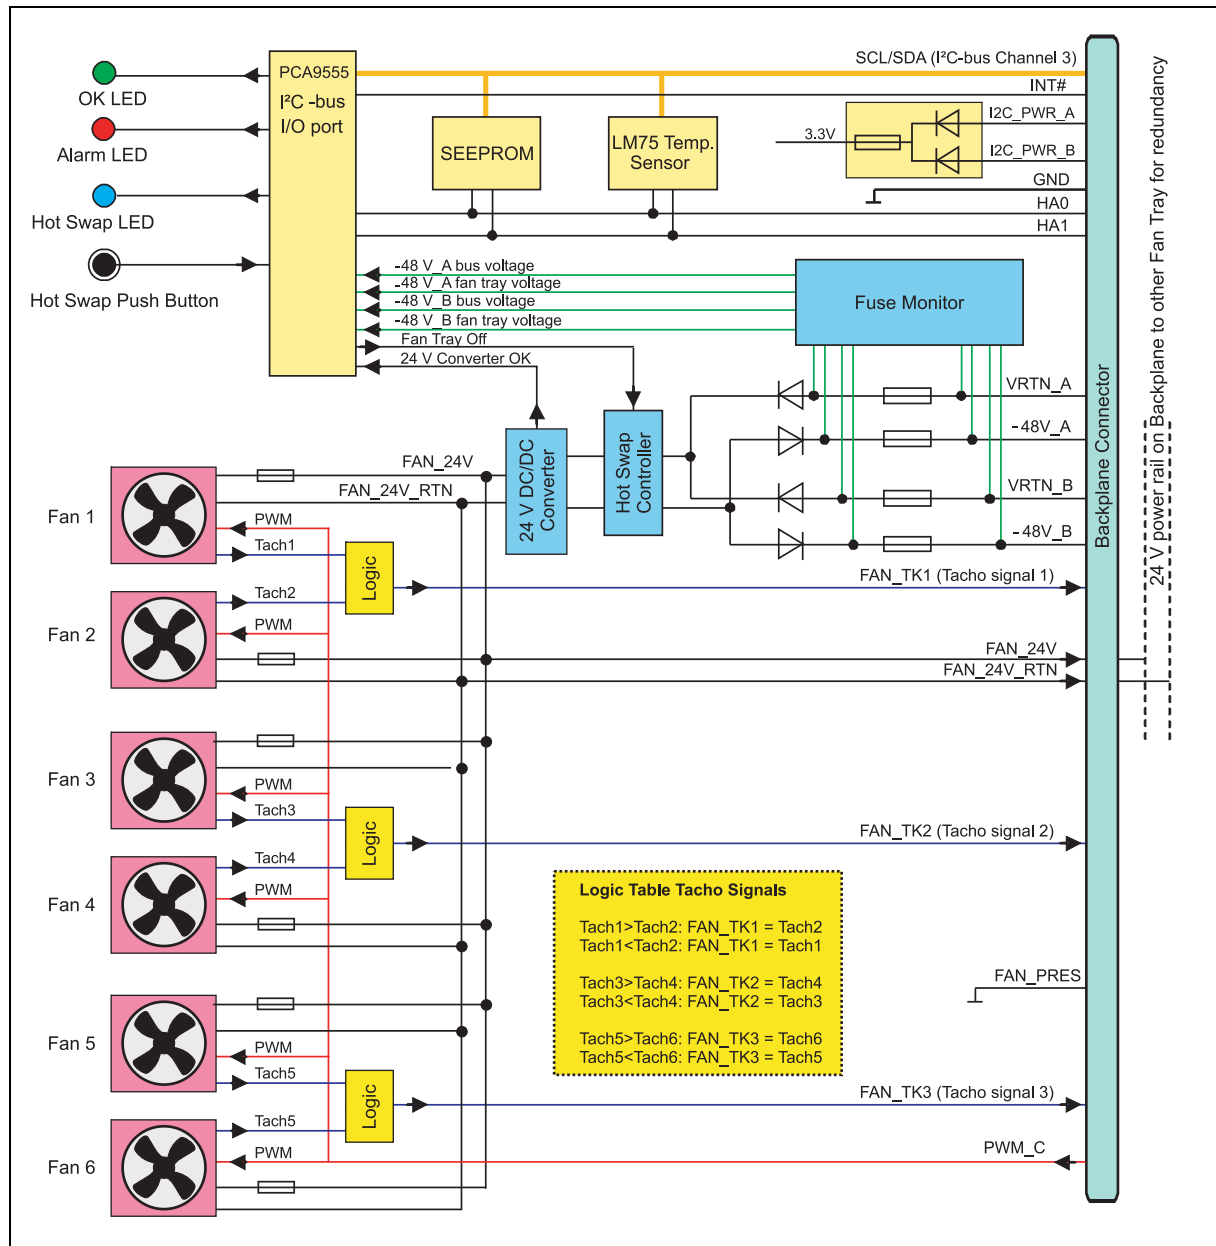 OK LED
Alarm LED
Hot Swap LED
Hot Swap Push Button
PCA9555
I²C -bus
I/O port
SCL/SDA (I²C-bus Channel 3)
INT#
SEEPROM
LM75 Temp.
Sensor
3.3V
I2C_PWR_A
I2C_PWR_B
GND
HA0
HA1
-48 V_A bus voltage
-48 V_A fan tray voltage
-48 V_B bus voltage
-48 V_B fan tray voltage
Fan Tray Off
24 V Converter OK
Fuse Monitor
VRTN_A
-48V_A
VRTN_B
-48V_B
24 V DC/DC
Converter
Hot Swap
Controller
Backplane Connector
24 V power rail on Backplane to other Fan Tray for redundancy
FAN_24V
FAN_24V_RTN
Fan 1
PWM
Tach1
Logic
FAN_TK1 (Tacho signal 1)
Tach2
Fan 2
PWM
FAN_24V
FAN_24V_RTN
Fan 3
PWM
Tach3
Logic
FAN_TK2 (Tacho signal 2)
Tach4
PWM
Fan 4
Logic Table Tacho Signals
Tach1>Tach2: FAN_TK1 = Tach2
Tach1<Tach2: FAN_TK1 = Tach1
Tach3>Tach4: FAN_TK2 = Tach4
Tach3<Tach4: FAN_TK2 = Tach3
Tach5>Tach6: FAN_TK3 = Tach6
Tach5<Tach6: FAN_TK3 = Tach5
FAN_PRES
Fan 5
PWM
Tach5
Logic
FAN_TK3 (Tacho signal 3)
Tach5
PWM
Fan 6
PWM_C